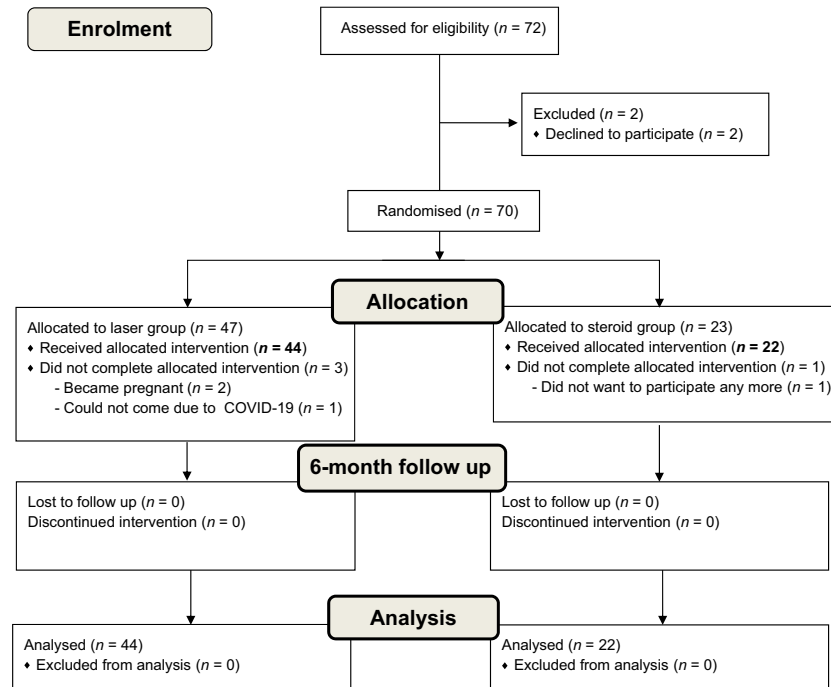 Enrolment
Assessed for eligibility (n = 72)
Excluded (n = 2)
♦ Declined to participate (n = 2)
Randomised (n = 70)
Allocation
Allocated to laser group (n = 47)
♦ Received allocated intervention (n = 44)
♦ Did not complete allocated intervention (n = 3)
- Became pregnant (n = 2)
- Could not come due to COVID-19 (n = 1)
Allocated to steroid group (n = 23)
♦ Received allocated intervention (n = 22)
♦ Did not complete allocated intervention (n = 1)
- Did not want to participate any more (n = 1)
6-month follow up
Lost to follow up (n = 0)
Discontinued intervention (n = 0)
Lost to follow up (n = 0)
Discontinued intervention (n = 0)
Analysis
Analysed (n = 44)
♦ Excluded from analysis (n = 0)
Analysed (n = 22)
♦ Excluded from analysis (n = 0)